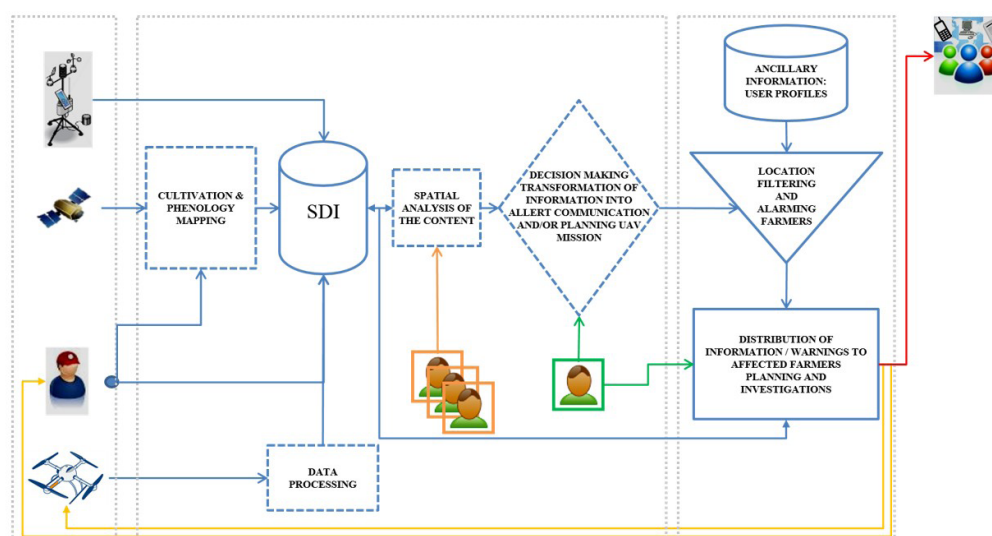 ANCILLARY
INFORMATION:
USER PROFILES
CULTIVATION &
PHENOLOGY
MAPPING
SDI
SPATIAL
ANALYSIS OF
THE CONTENT
DECISION MAKING
TRANSFORMATION OF
INFORMATION INTO
ALLERT COMMUNICATION
AND/OR PLANNING UAV
MISSION
LOCATION
FILTERING
AND
ALARMING
FARMERS
DISTRIBUTION OF
INFORMATION / WARNINGS TO
AFFECTED FARMERS
PLANNING AND
INVESTIGATIONS
DATA
PROCESSING